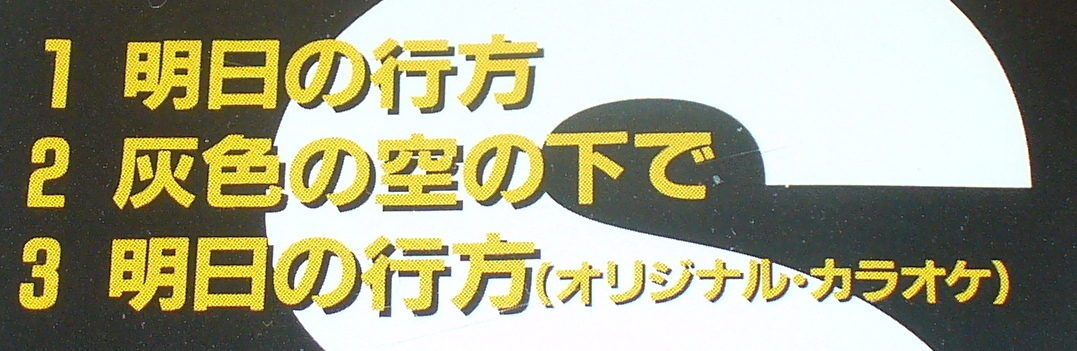 1 明日の行方
2 灰色の空の下で
3 明日の行方(オリジナル・カラオケ)